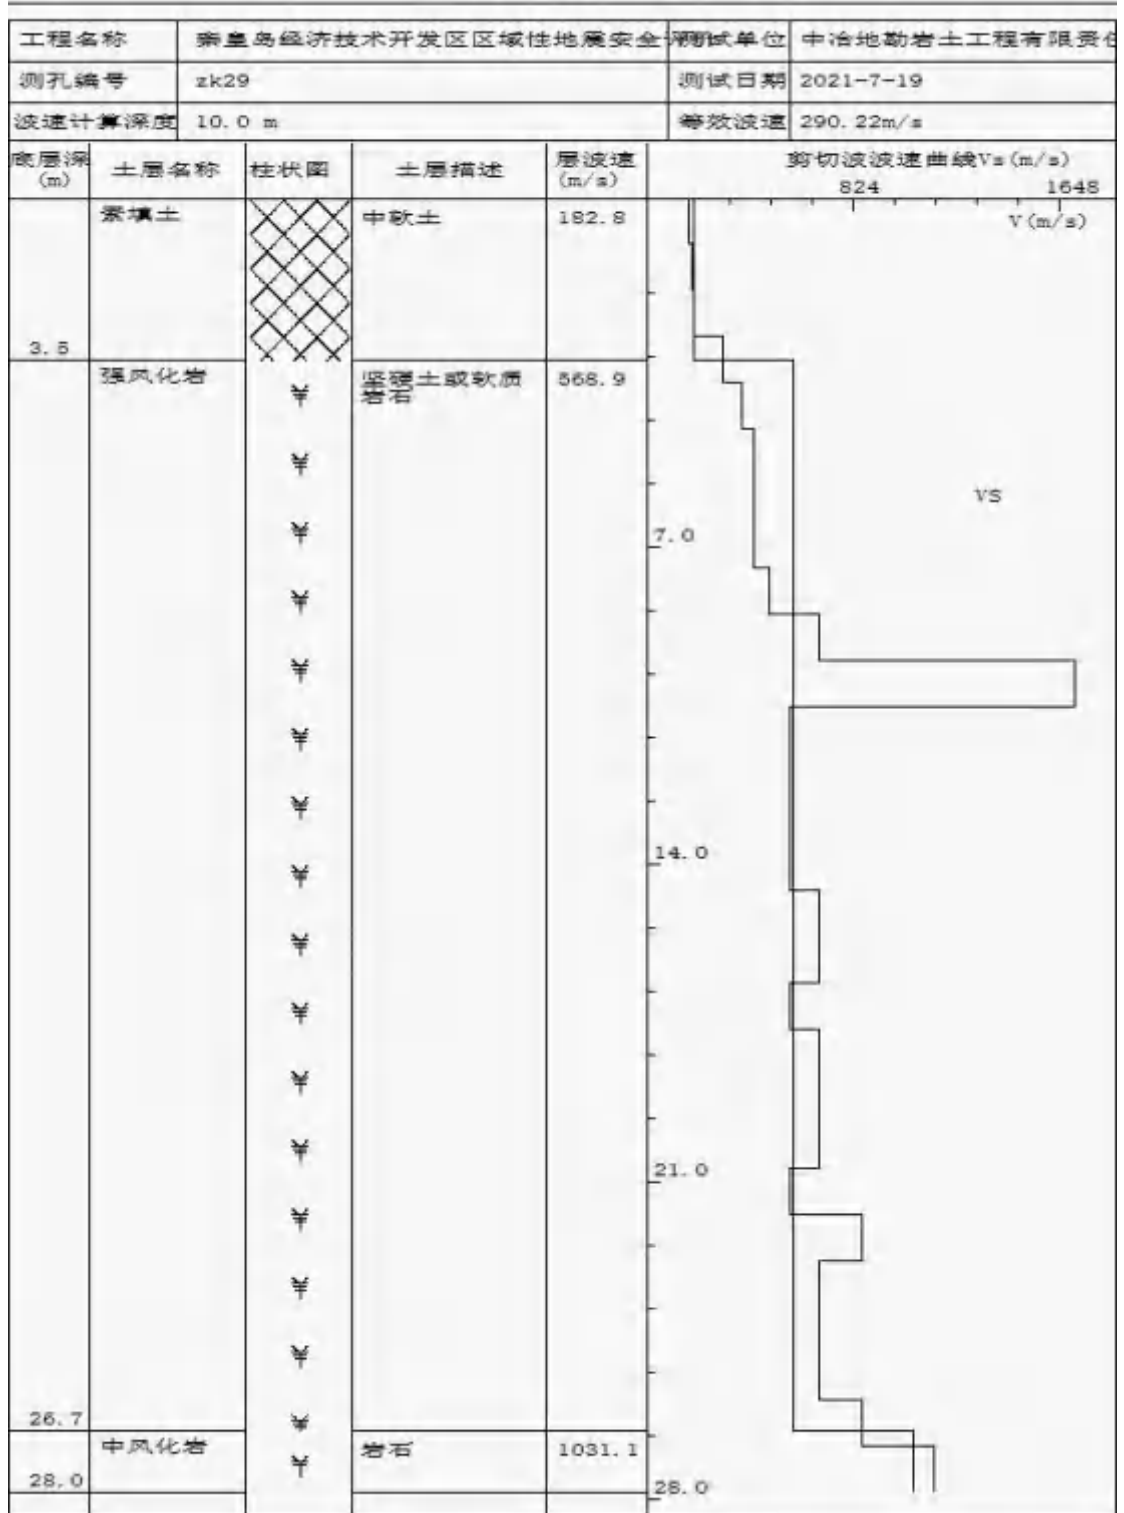 工程名称 秦皇岛经济技术开发区区域性地震安全 测试单位 中冶地勘岩土工程有限责任
测孔编号 zk29 测试日期 2021-7-19
波速计算深度 10.0 m 等效波速 290.22m/s
底层深(m) 土层名称 柱状图 土层描述 层波速(m/s) 剪切波波速曲线Vs(m/s)
824 1648
素填土 中软土 182.8 V(m/s)
3.5
强风化岩 坚硬土或软质岩石 568.9
VS
7.0
14.0
21.0
26.7
中风化岩 岩石 1031.1
28.0 28.0